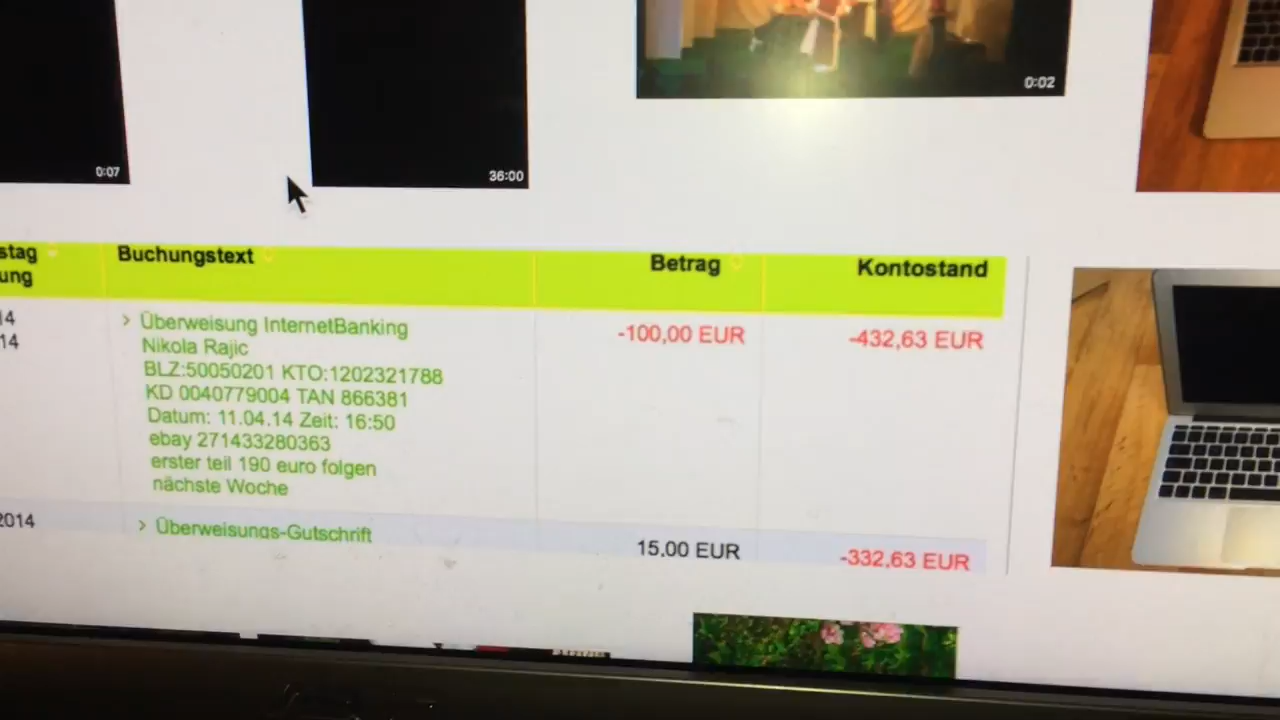 0:02
0:07
36:00
stag
ung
Buchungstext
Betrag
Kontostand
14
14
> Überweisung InternetBanking
-100,00 EUR
-432,63 EUR
Nikola Rajic
BLZ:50050201 KTO:1202321788
KD 0040779004 TAN 866381
Datum: 11.04.14 Zeit: 16:50
ebay 271433280363
erster teil 190 euro folgen
nächste Woche
2014
> Überweisungs-Gutschrift
15,00 EUR
-332,63 EUR